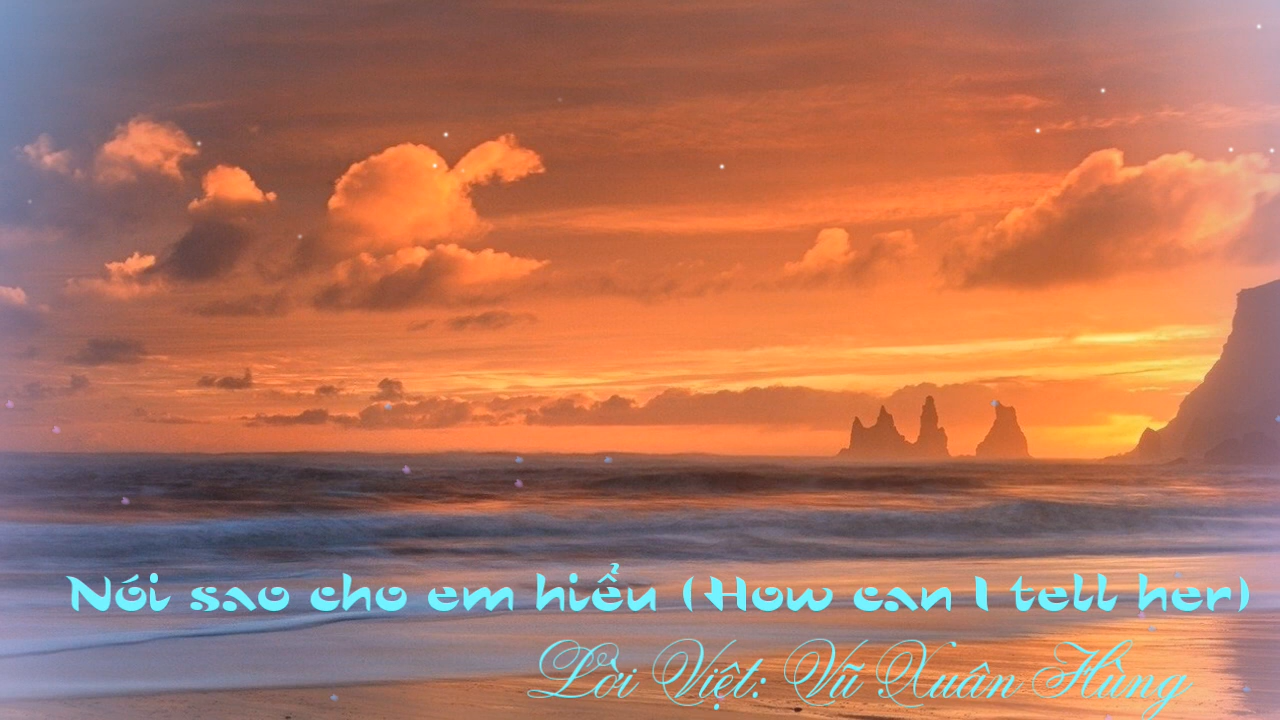 Nói sao cho em hiểu (How can I tell her)
Lời Việt: Vũ Xuân Hùng